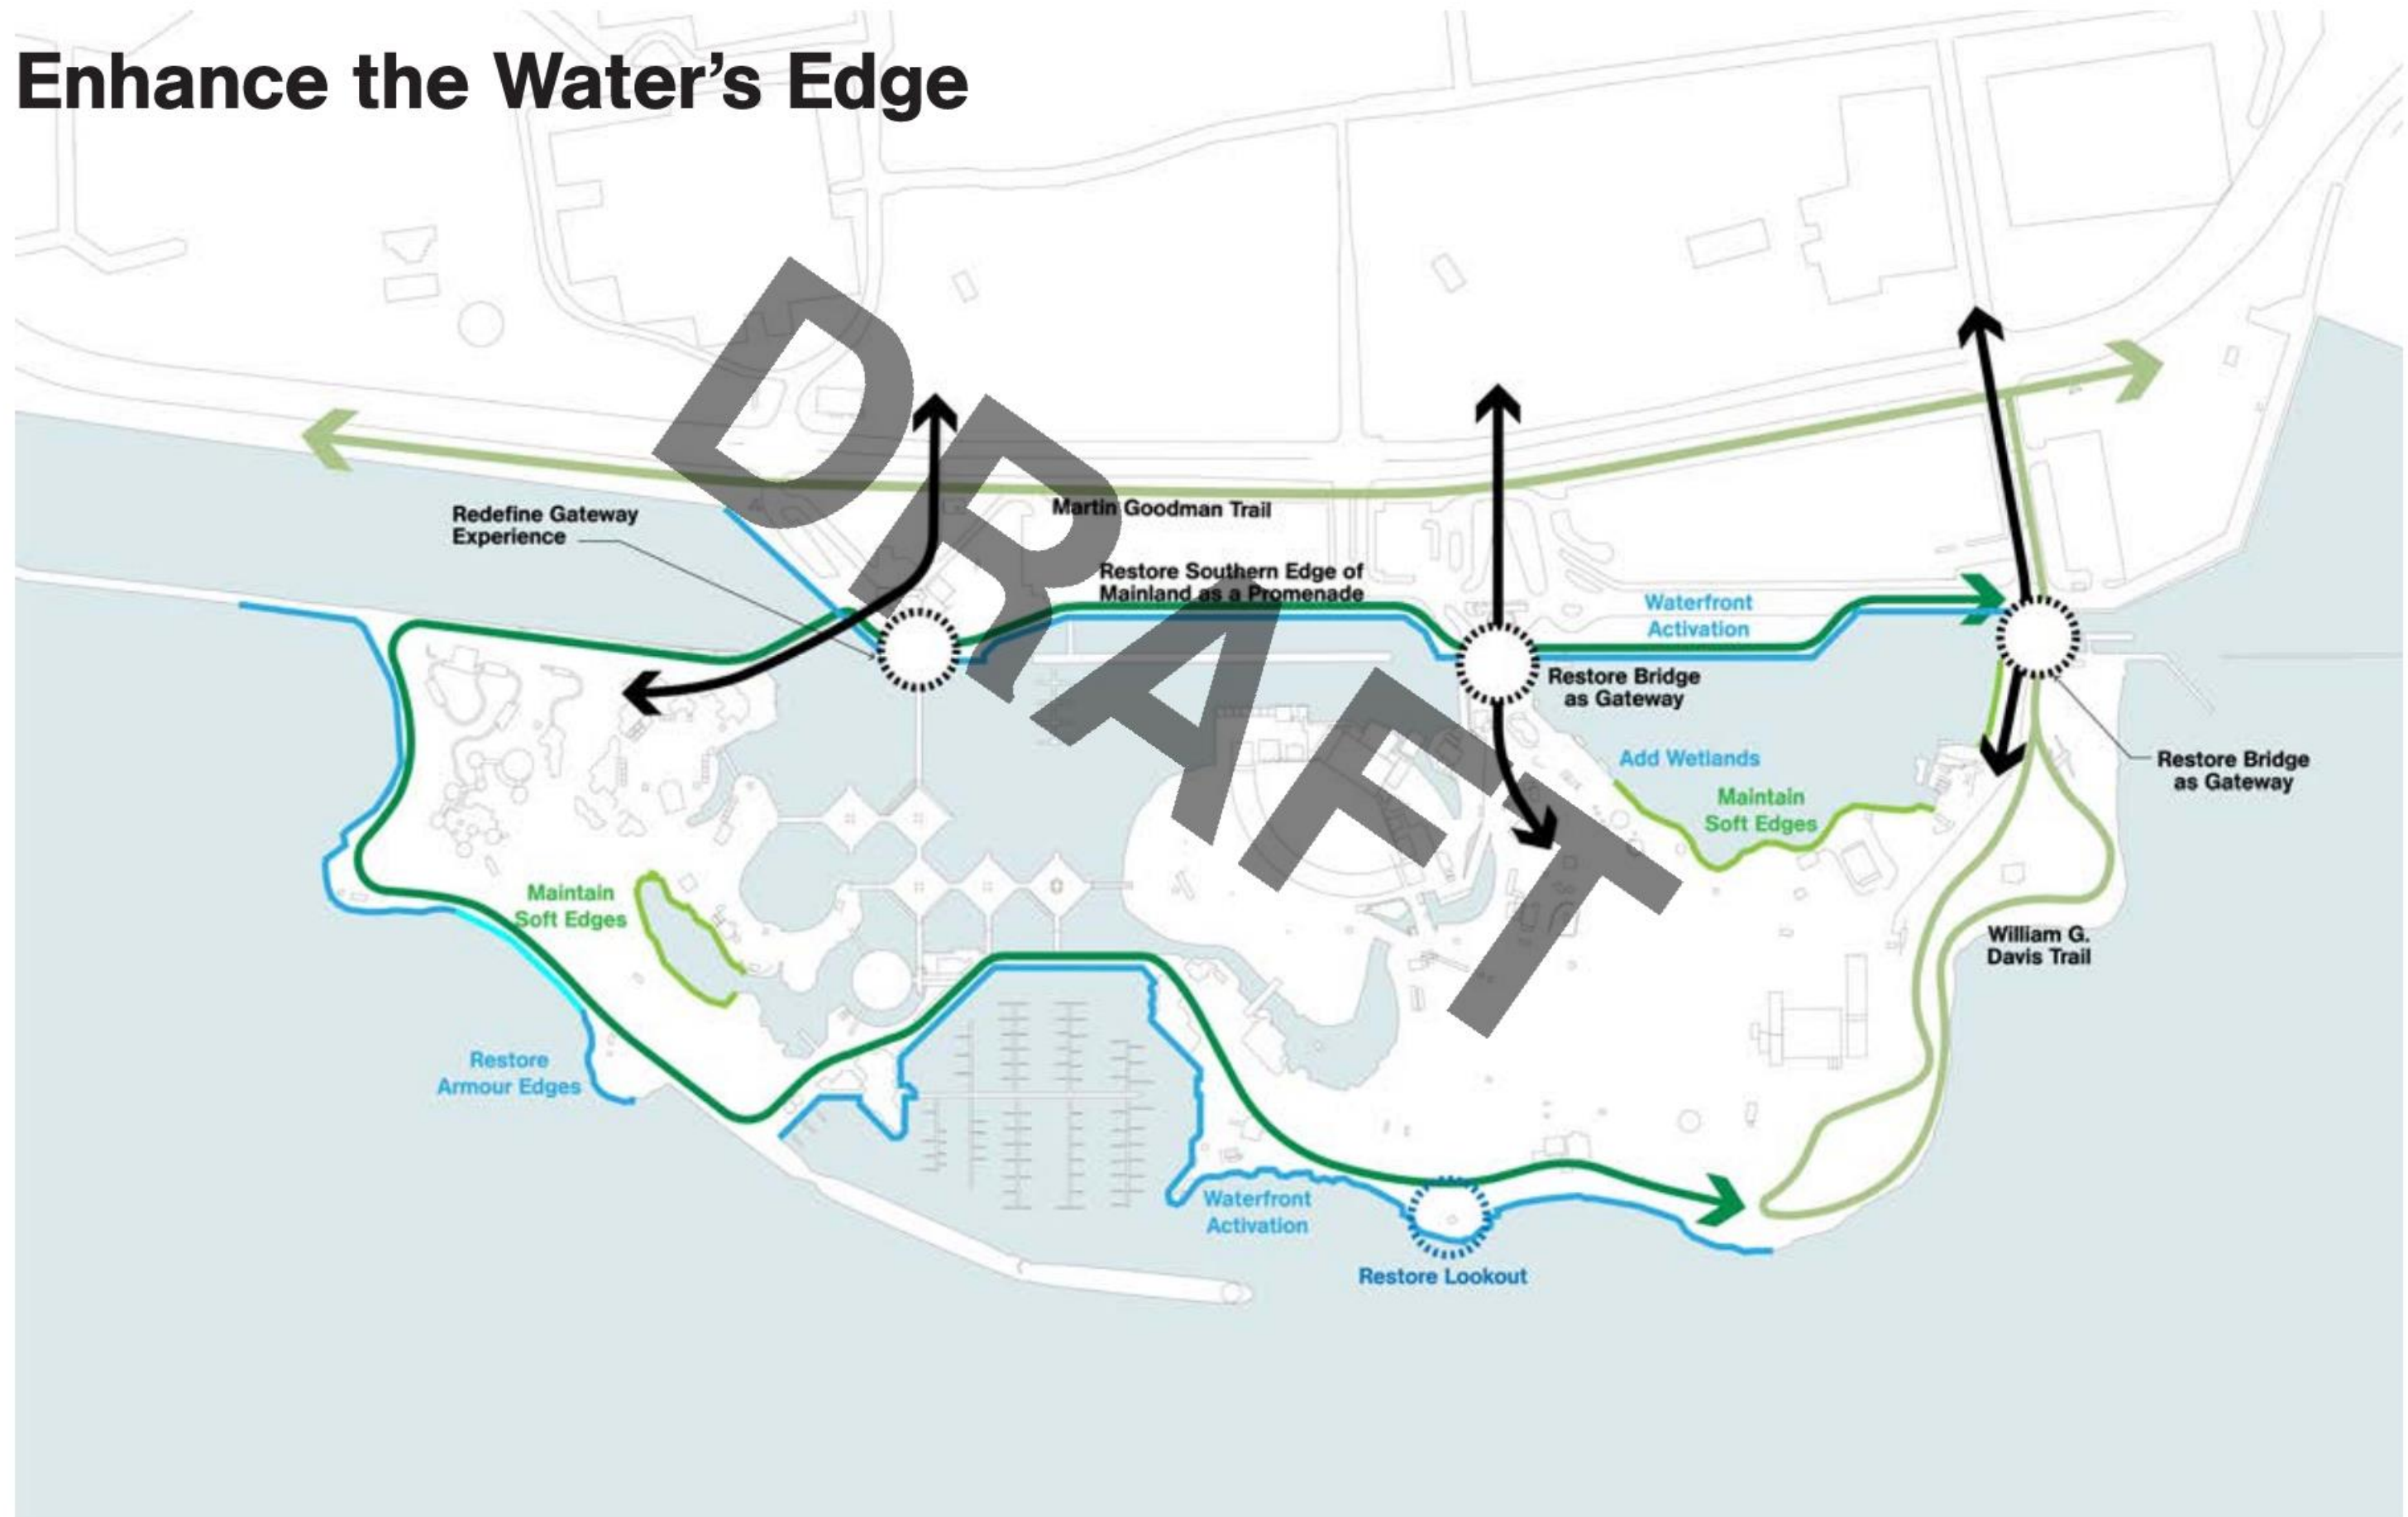 Enhance the Water's Edge
DRAFT
Redefine Gateway
Experience
Martin Goodman Trail
Restore Southern Edge of
Mainland as a Promenade
Waterfront
Activation
Restore Bridge
as Gateway
Add Wetlands
Maintain
Soft Edges
Restore Bridge
as Gateway
Maintain
Soft Edges
William G.
Davis Trail
Restore
Armour Edges
Waterfront
Activation
Restore Lookout